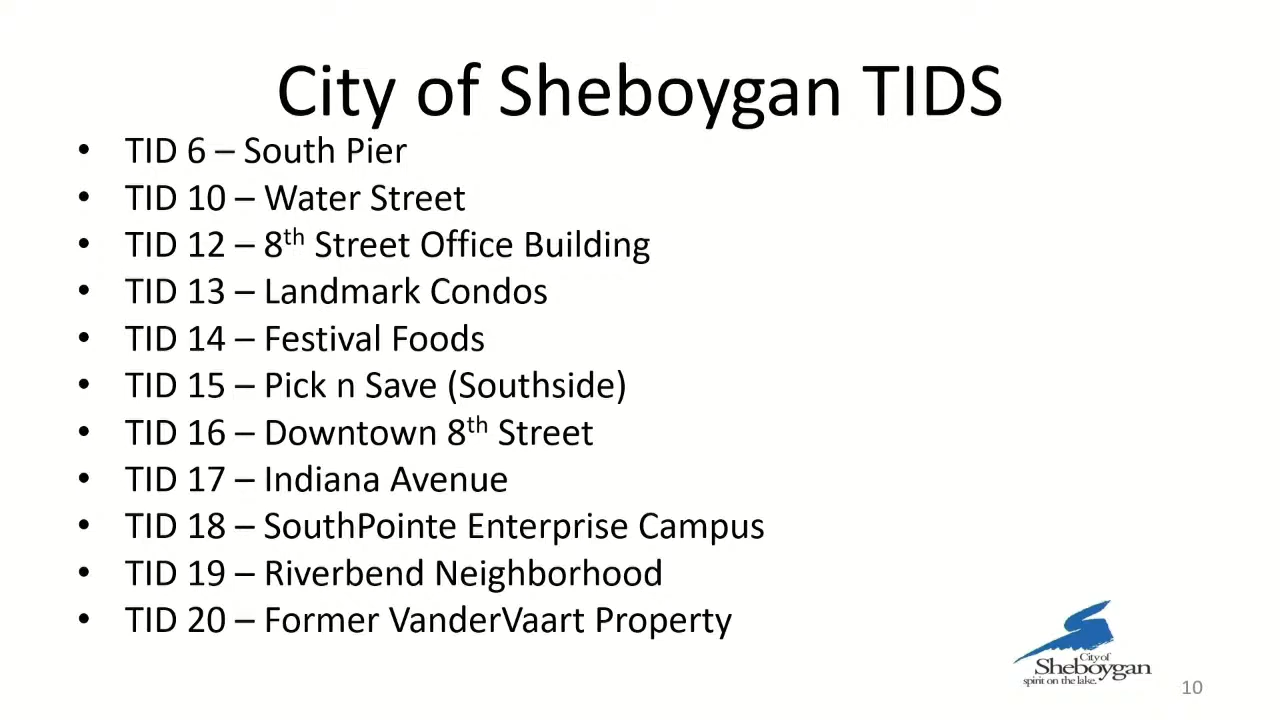 City of Sheboygan TIDS
• TID 6 – South Pier
• TID 10 – Water Street
• TID 12 – 8th Street Office Building
• TID 13 – Landmark Condos
• TID 14 – Festival Foods
• TID 15 – Pick n Save (Southside)
• TID 16 – Downtown 8th Street
• TID 17 – Indiana Avenue
• TID 18 – SouthPointe Enterprise Campus
• TID 19 – Riverbend Neighborhood
• TID 20 – Former VanderVaart Property
City of
Sheboygan
spirit on the lake.
10